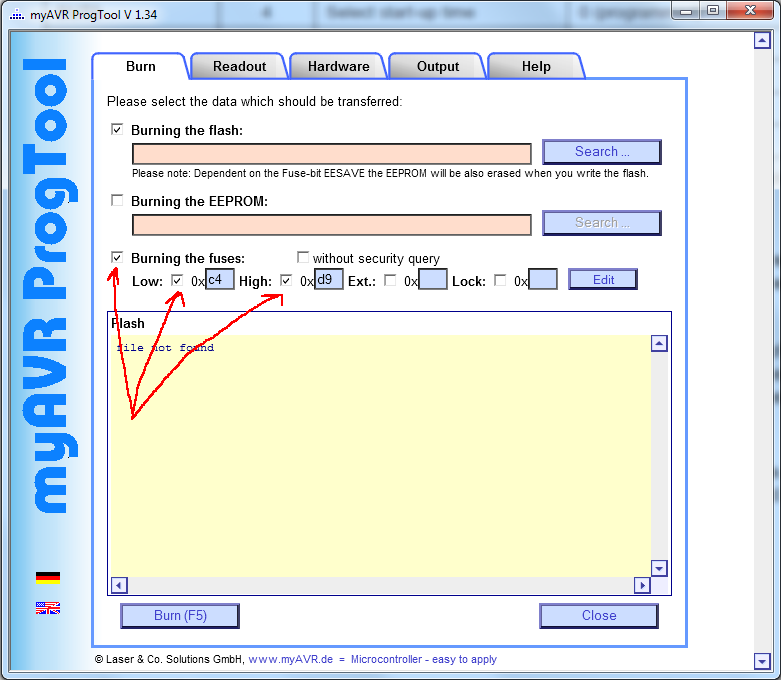 4 Select start-up time
myAVR ProgTool V 1.34
myAVR ProgTool
Burn Readout Hardware Output Help
Please select the data which should be transferred:
Burning the flash:
Search ...
Please note: Dependent on the Fuse-bit EESAVE the EEPROM will be also erased when you write the flash.
Burning the EEPROM:
Search ...
Burning the fuses: without security query
Low: 0x c4 High: 0x d9 Ext.: 0x Lock: 0x Edit
Flash
file not found
Burn (F5) Close
© Laser & Co. Solutions GmbH, www.myAVR.de = Microcontroller - easy to apply